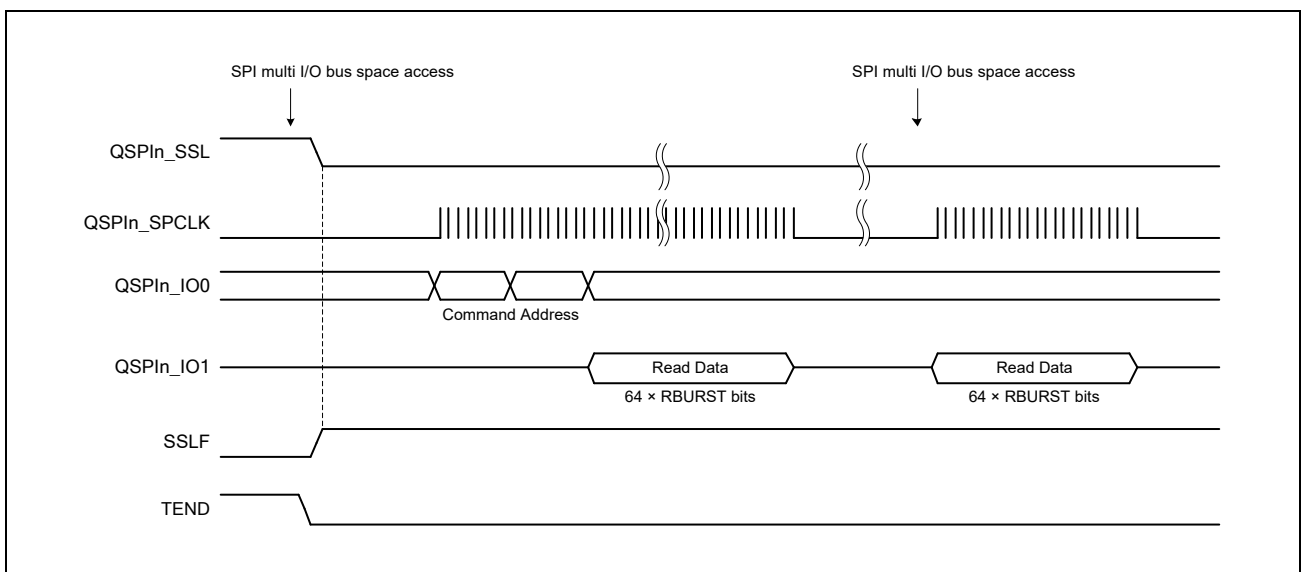 SPI multi I/O bus space access
SPI multi I/O bus space access
QSPIn_SSL
QSPIn_SPCLK
QSPIn_IO0
Command Address
QSPIn_IO1
Read Data
Read Data
64 × RBURST bits
64 × RBURST bits
SSLF
TEND